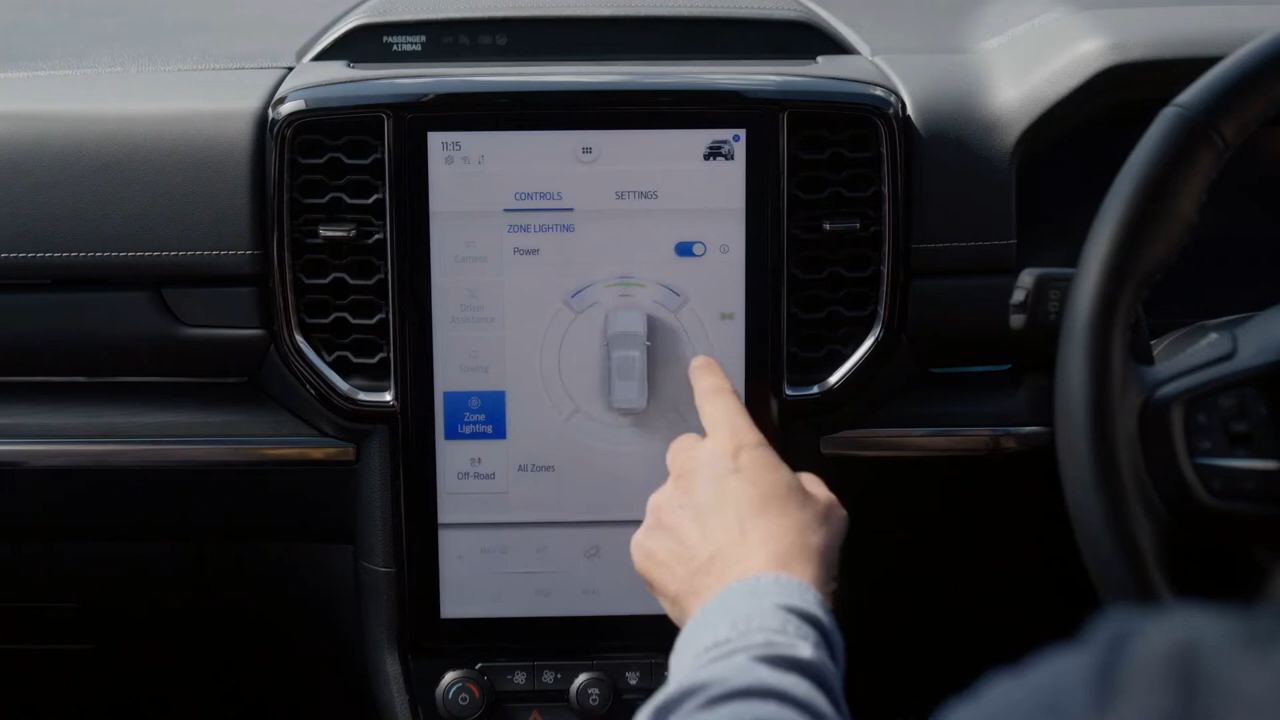 PASSENGER
AIRBAG
11:15
CONTROLS
SETTINGS
ZONE LIGHTING
Power
Camera
Driver
Assistance
Towing
Zone
Lighting
Off-Road
All Zones
VOL
MAX